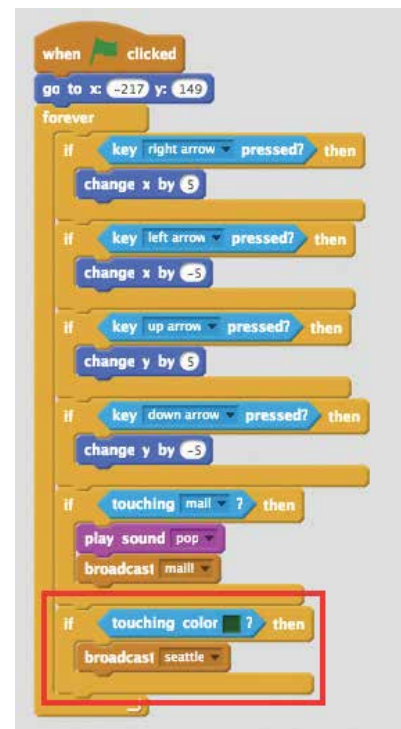 when clicked
go to x: -217 y: 149
forever
if key right arrow pressed? then
change x by 5
if key left arrow pressed? then
change x by -5
if key up arrow pressed? then
change y by 5
if key down arrow pressed? then
change y by -5
if touching mail ? then
play sound pop
broadcast mail!
if touching color ? then
broadcast seattle